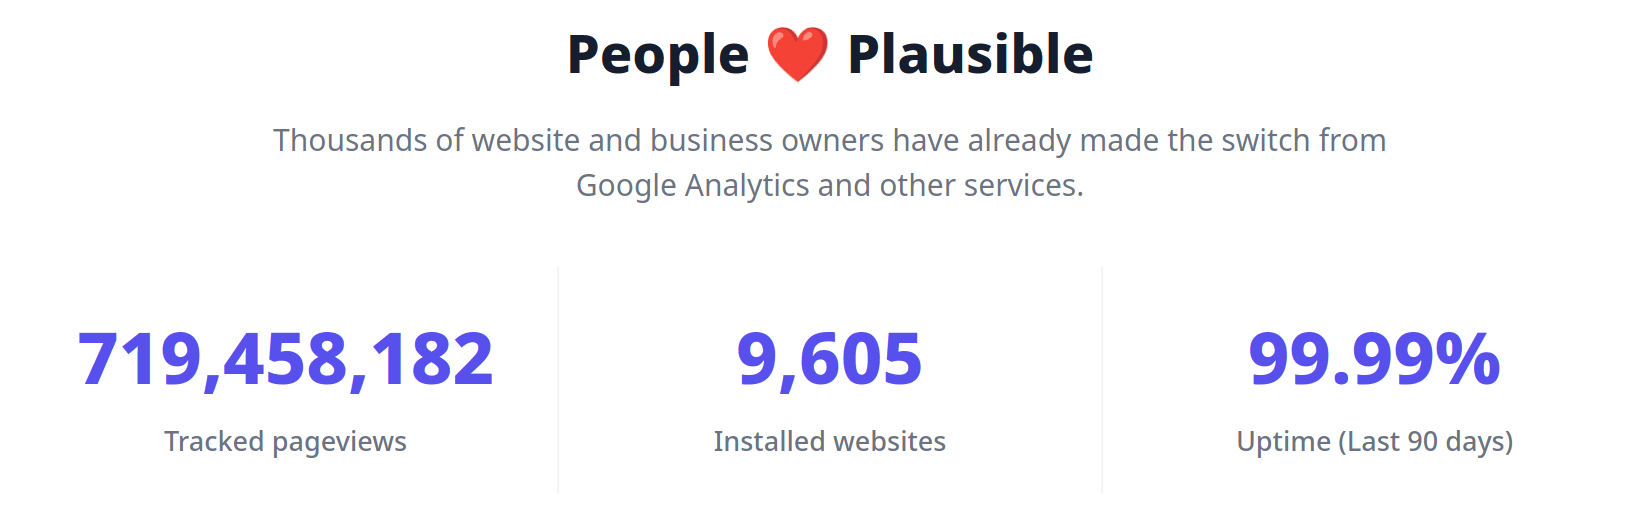 People ❤️ Plausible
Thousands of website and business owners have already made the switch from
Google Analytics and other services.
719,458,182
Tracked pageviews
9,605
Installed websites
99.99%
Uptime (Last 90 days)